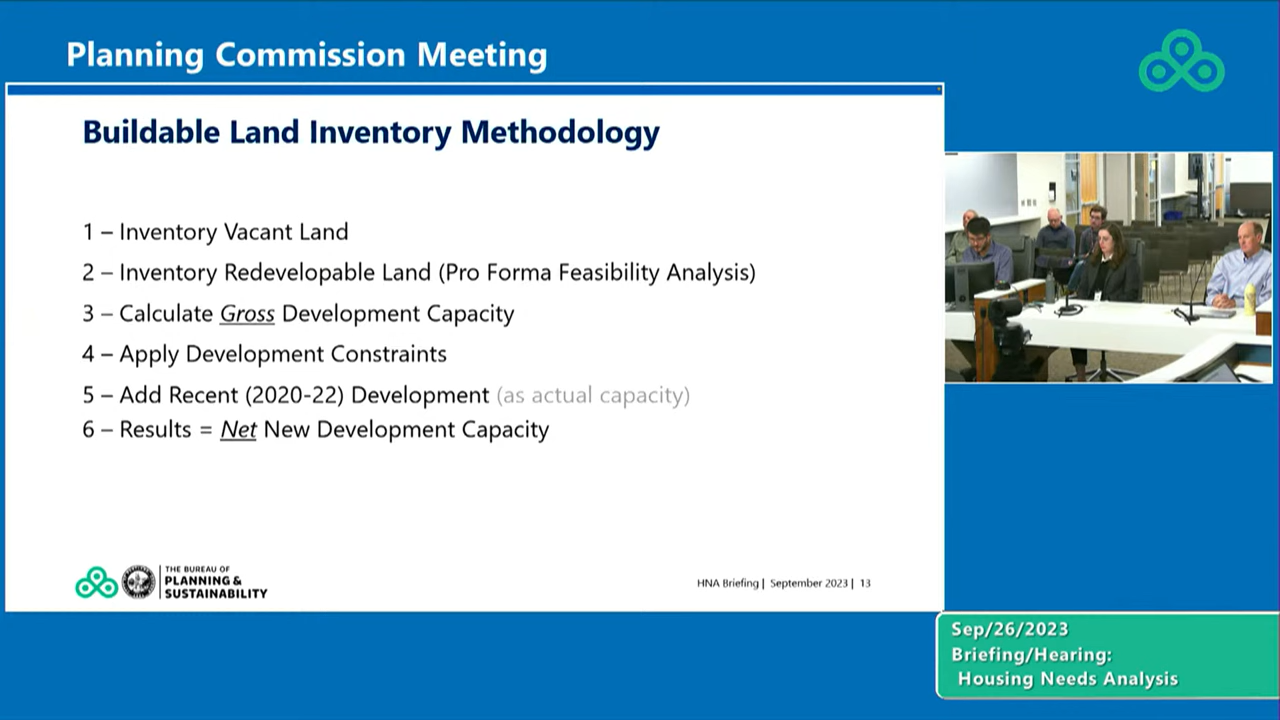 Planning Commission Meeting
Buildable Land Inventory Methodology
1 – Inventory Vacant Land
2 – Inventory Redevelopable Land (Pro Forma Feasibility Analysis)
3 – Calculate Gross Development Capacity
4 – Apply Development Constraints
5 – Add Recent (2020-22) Development (as actual capacity)
6 – Results = Net New Development Capacity
THE BUREAU OF
PLANNING &
SUSTAINABILITY
HNA Briefing | September 2023 | 13
Sep/26/2023
Briefing/Hearing:
Housing Needs Analysis